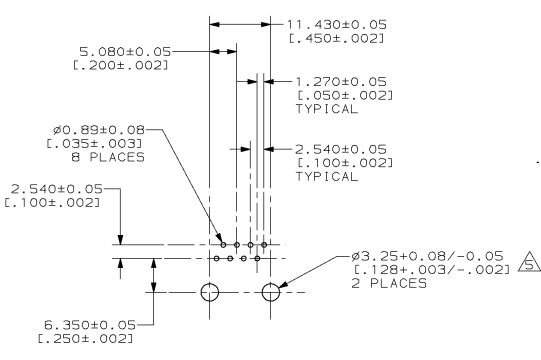 11.430±0.05
[.450±.002]
5.080±0.05
[.200±.002]
1.270±0.05
[.050±.002]
TYPICAL
ø0.89±0.08
[.035±.003]
8 PLACES
2.540±0.05
[.100±.002]
TYPICAL
2.540±0.05
[.100±.002]
ø3.25+0.08/-0.05
[.128+.003/-.002]
2 PLACES
5
6.350±0.05
[.250±.002]